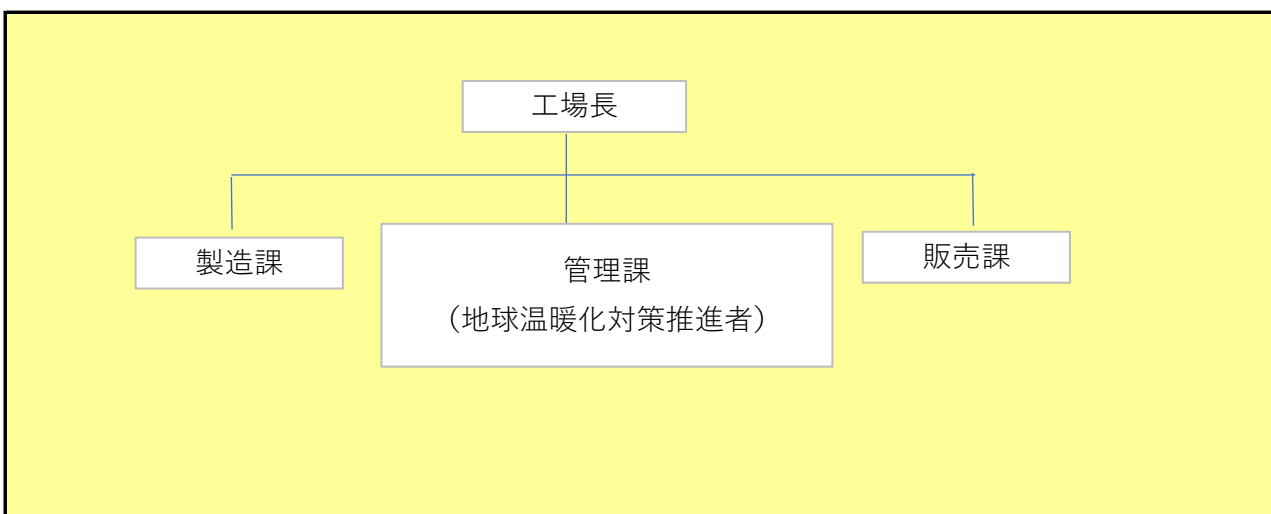 工場長
製造課
管理課
（地球温暖化対策推進者）
販売課